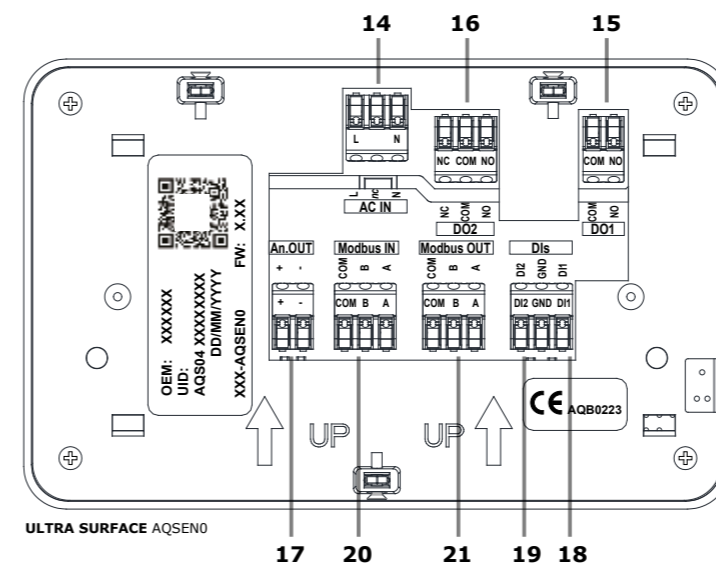 14 16 15
L N
NC COM NO
COM NO
L nc N
AC IN
NC COM NO
DO2
COM NO
DO1
An.OUT Modbus IN Modbus OUT DIs
+ - COM B A COM B A DI2 GND DI1
+ - COM B A COM B A DI2 GND DI1
OEM: XXXXXX
UID:
AQS04 XXXXXXXX
DD/MM/YYYY
XXX-AQSEN0 FW: X.XX
UP UP
CE AQB0223
ULTRA SURFACE AQSEN0
17 20 21 19 18